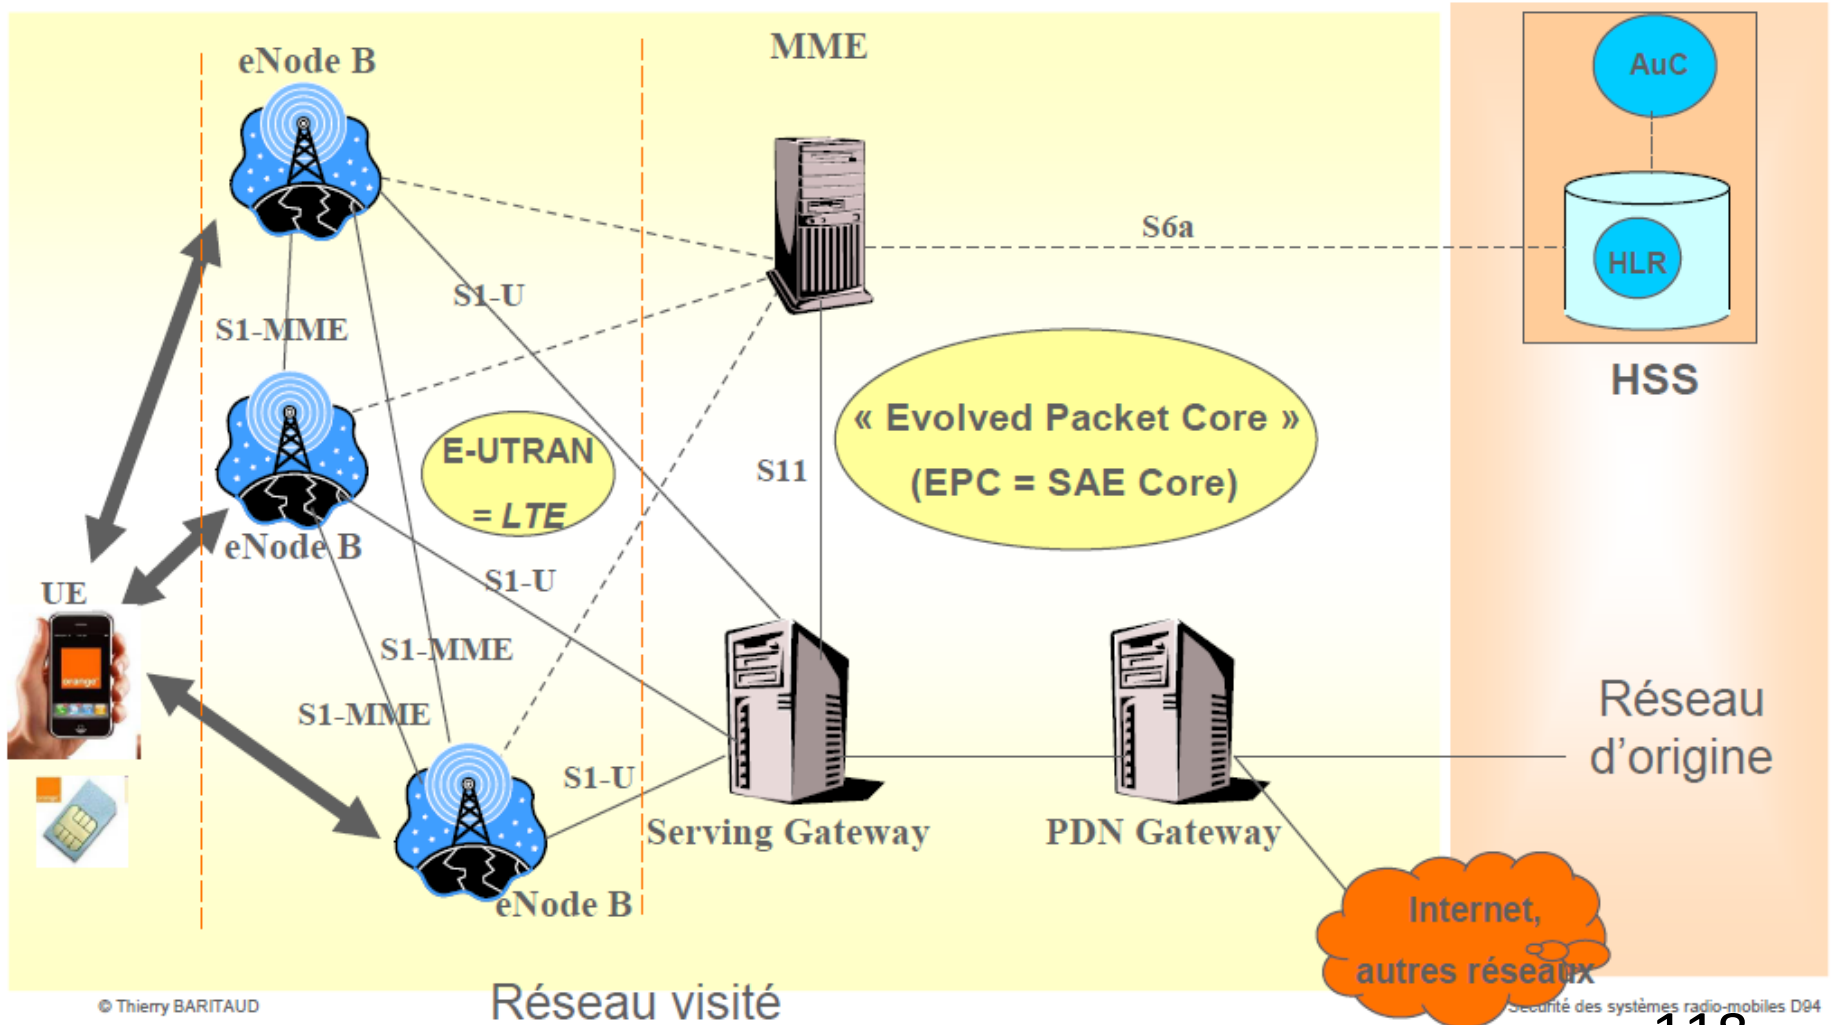 eNode B
MME
AuC
S6a
HLR
S1-U
S1-MME
HSS
« Evolved Packet Core »
(EPC = SAE Core)
E-UTRAN
= LTE
S11
eNode B
S1-U
UE
orange
S1-MME
S1-MME
Réseau
d'origine
S1-U
Serving Gateway
PDN Gateway
eNode B
Internet,
autres réseaux
Réseau visité
© Thierry BARITAUD
Sécurité des systèmes radio-mobiles D94
118